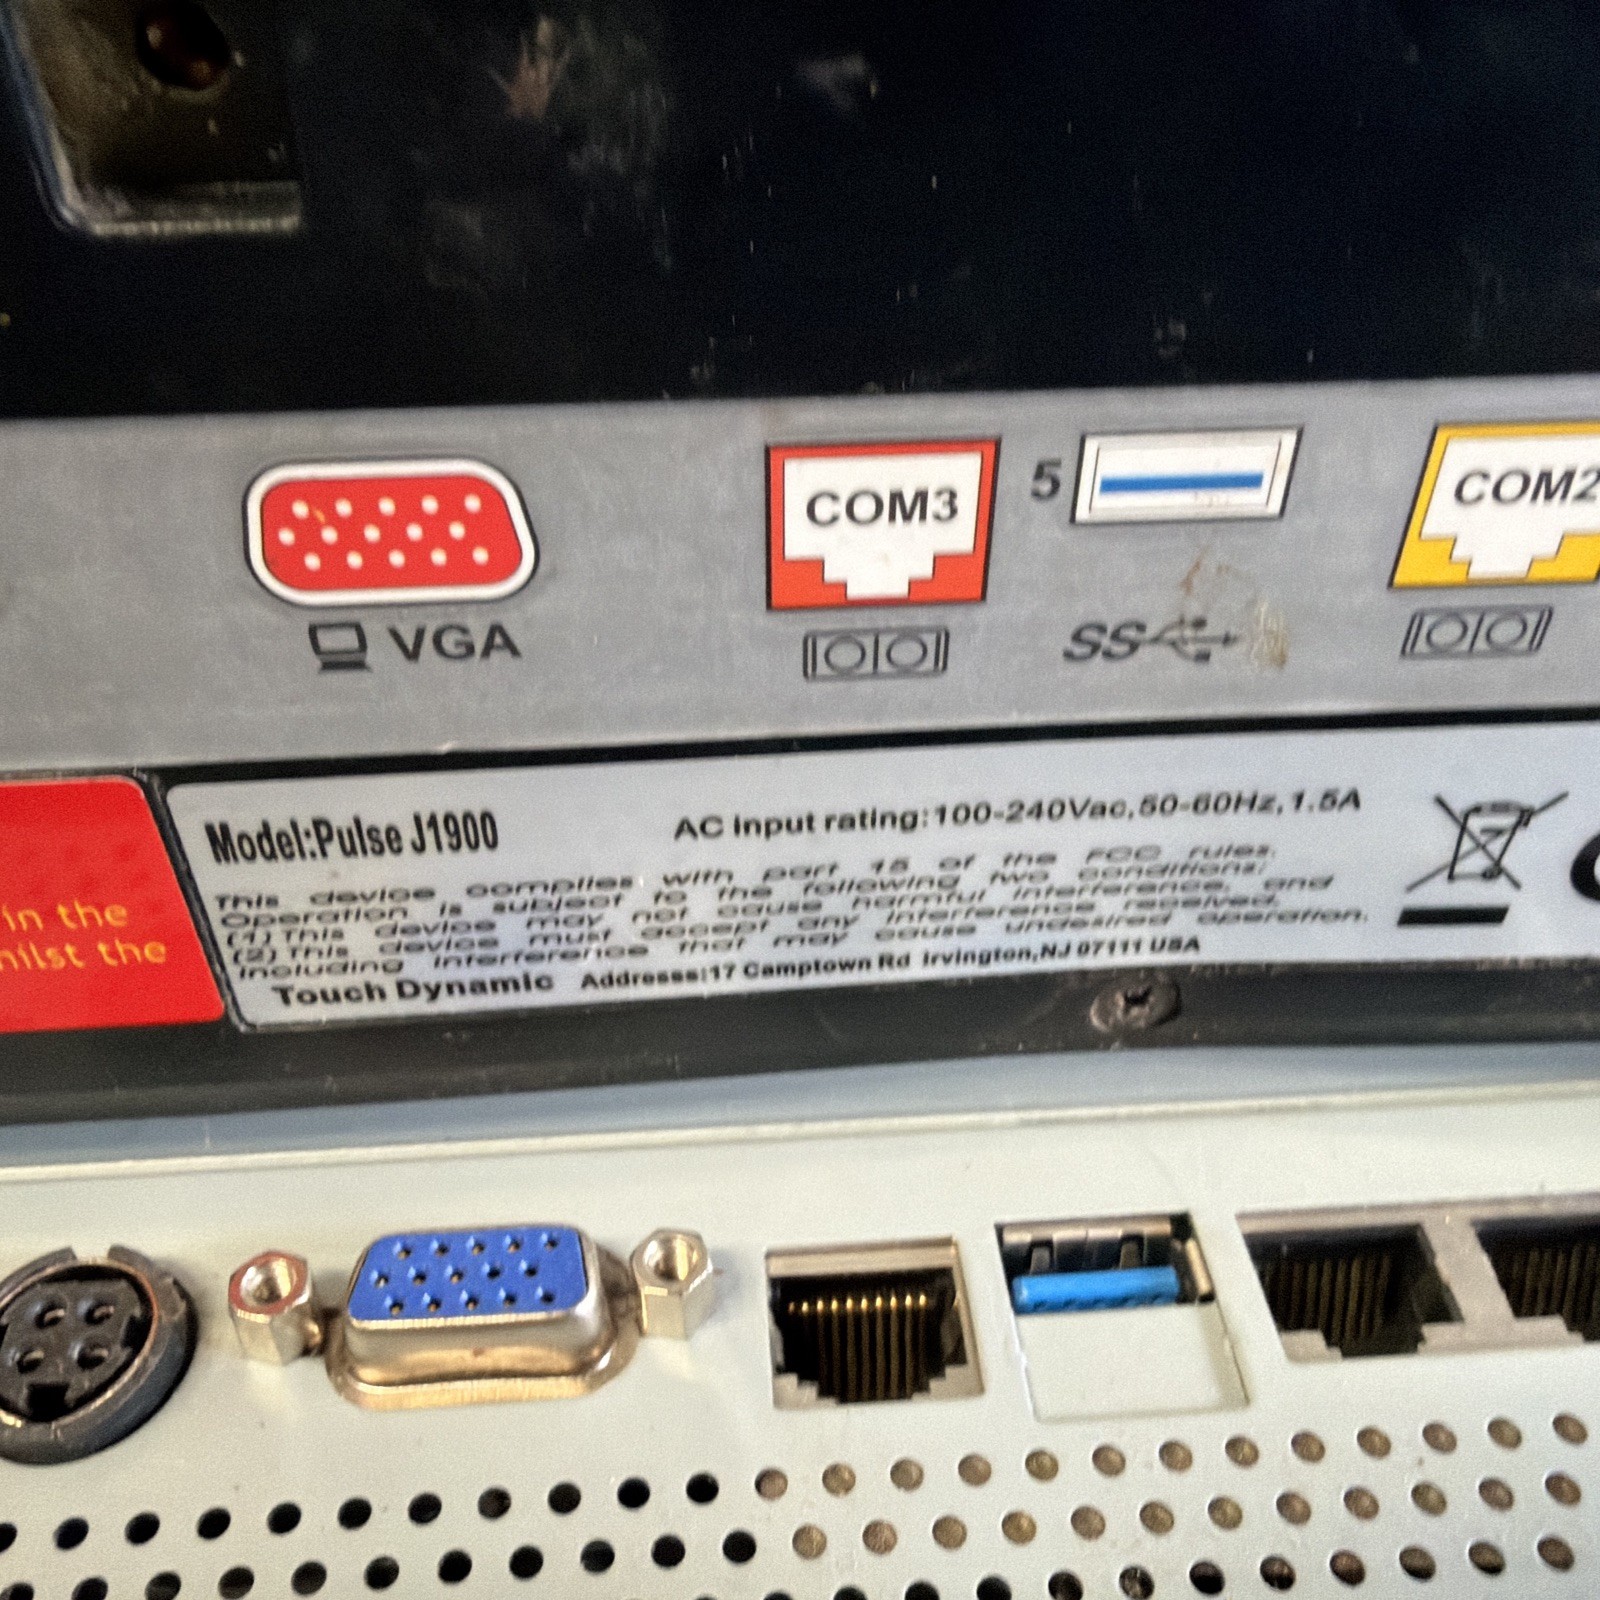 COM3
5
COM2
VGA
SS
Model:Pulse J1900
AC input rating:100-240Vac,50-60Hz,1.5A
This device complies with part 15 of the FCC rules.
Operation is subject to the following two conditions:
(1)This device may not cause harmful interference, and
(2)This device must accept any interference received.
including interference that may cause undesired operation.
Touch Dynamic Addresss:17 Camptown Rd Irvington,NJ 07111 USA
in the
hilst the